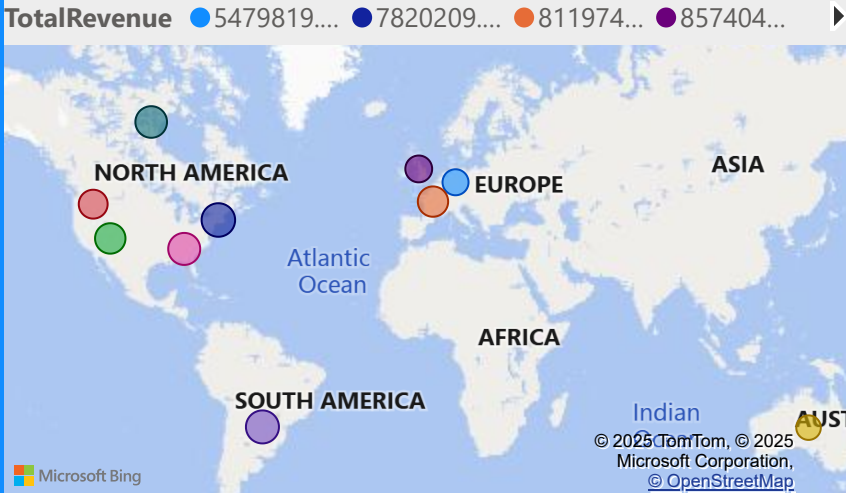 TotalRevenue 5479819.... 7820209.... 811974... 857404...
NORTH AMERICA
ASIA
EUROPE
Atlantic
Ocean
AFRICA
SOUTH AMERICA
Indian
AUST
© 2025 TomTom, © 2025
Microsoft Corporation,
© OpenStreetMap
Microsoft Bing